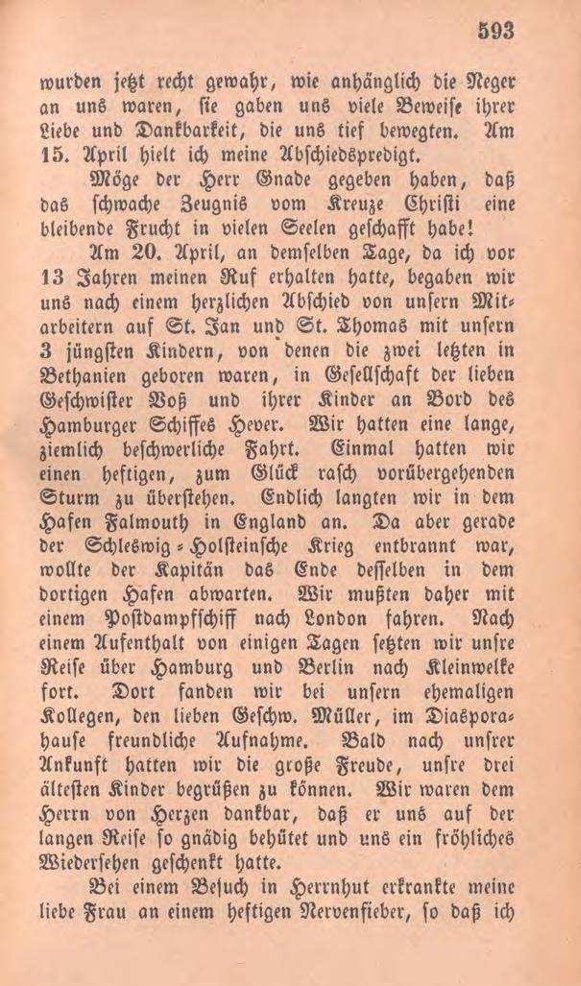 593
wurden jetzt recht gewahr, wie anhänglich die Neger
an uns waren, sie gaben uns viele Beweise ihrer
Liebe und Dankbarkeit, die uns tief bewegten. Am
15. April hielt ich meine Abschiedspredigt.
Möge der Herr Gnade gegeben haben, daß
das schwache Zeugnis vom Kreuze Christi eine
bleibende Frucht in vielen Seelen geschafft habe!
Am 20. April, an demselben Tage, da ich vor
13 Jahren meinen Ruf erhalten hatte, begaben wir
uns nach einem herzlichen Abschied von unsern Mit-
arbeitern auf St. Jan und St. Thomas mit unsern
3 jüngsten Kindern, von denen die zwei letzten in
Bethanien geboren waren, in Gesellschaft der lieben
Geschwister Voß und ihrer Kinder an Bord des
Hamburger Schiffes Hever. Wir hatten eine lange,
ziemlich beschwerliche Fahrt. Einmal hatten wir
einen heftigen, zum Glück rasch vorübergehenden
Sturm zu überstehen. Endlich langten wir in dem
Hafen Falmouth in England an. Da aber gerade
der Schleswig-Holsteinsche Krieg entbrannt war,
wollte der Kapitän das Ende desselben in dem
dortigen Hafen abwarten. Wir mußten daher mit
einem Postdampfschiff nach London fahren. Nach
einem Aufenthalt von einigen Tagen setzten wir unsre
Reise über Hamburg und Berlin nach Kleinwelke
fort. Dort fanden wir bei unsern ehemaligen
Kollegen, den lieben Geschw. Müller, im Diaspora-
hause freundliche Aufnahme. Bald nach unsrer
Ankunft hatten wir die große Freude, unsre drei
ältesten Kinder begrüßen zu können. Wir waren dem
Herrn von Herzen dankbar, daß er uns auf der
langen Reise so gnädig behütet und uns ein fröhliches
Wiedersehen geschenkt hatte.
Bei einem Besuch in Herrnhut erkrankte meine
liebe Frau an einem heftigen Nervenfieber, so daß ich